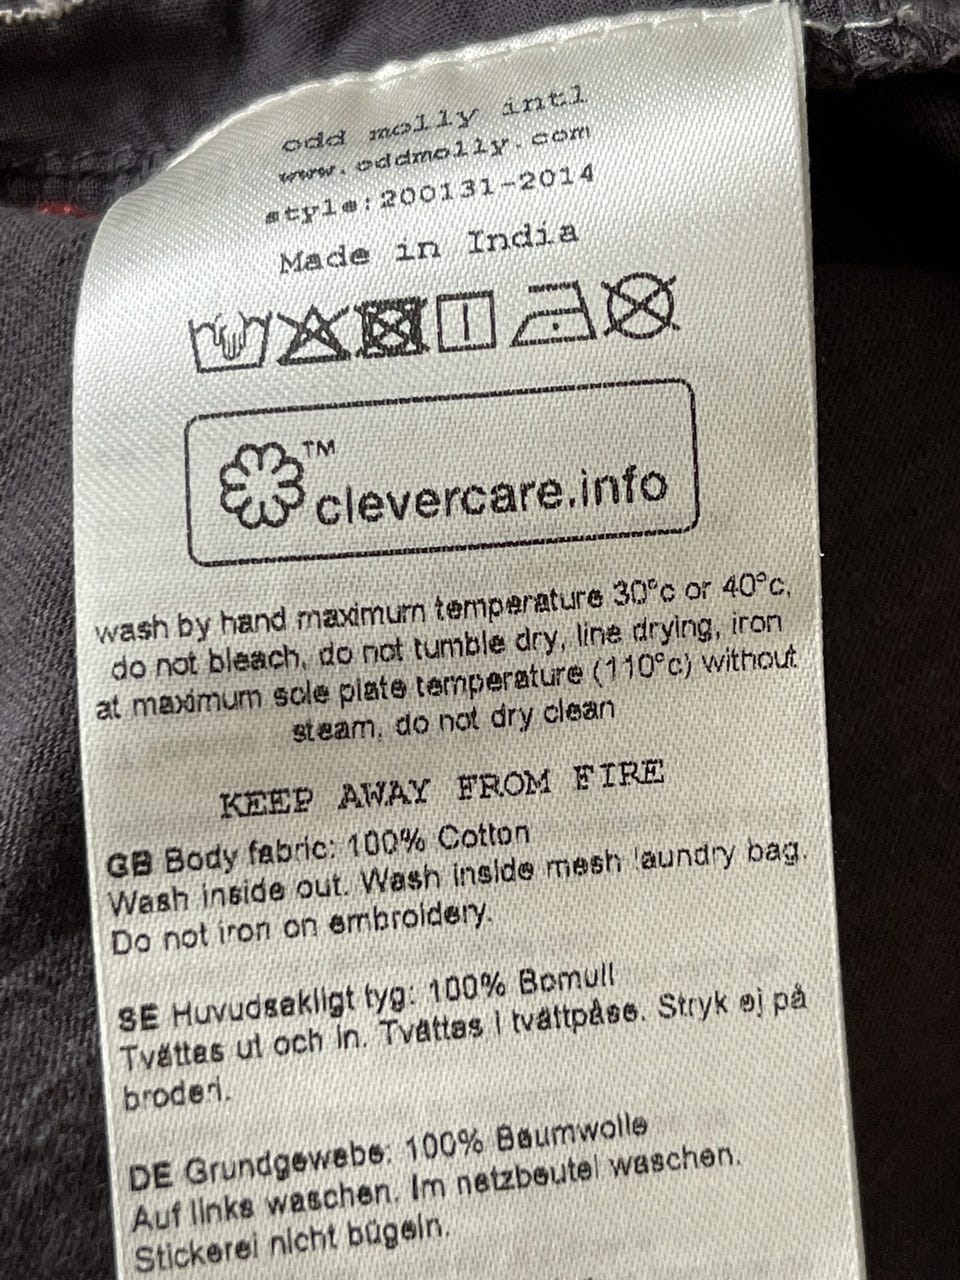 odd molly intl
www.oddmolly.com
style:200131-2014
Made in India
TM
clevercare.info
wash by hand maximum temperature 30°c or 40°c,
do not bleach, do not tumble dry, line drying, iron
at maximum sole plate temperature (110°c) without
steam, do not dry clean
KEEP AWAY FROM FIRE
GB Body fabric: 100% Cotton
Wash inside out. Wash inside mesh laundry bag.
Do not iron on embroidery.
SE Huvudsakligt tyg: 100% Bomull
Tvättas ut och in. Tvättas i tvättpåse. Stryk ej på
broderi.
DE Grundgewebe: 100% Baumwolle
Auf links waschen. Im netzbeutel waschen.
Stickerei nicht bügeln.